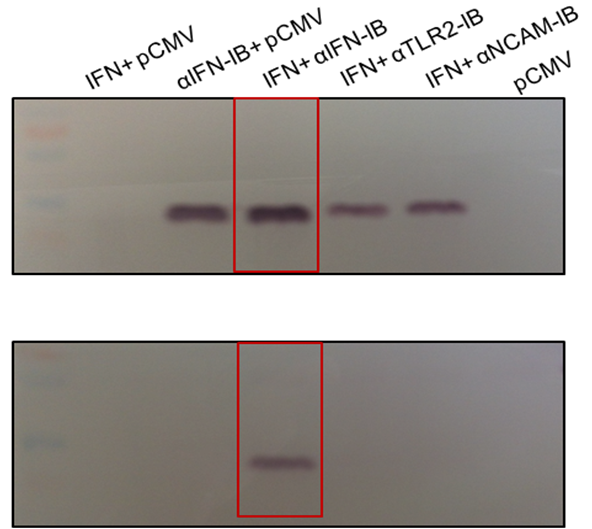 IFN+ pCMV
αIFN-IB+ pCMV
IFN+ αIFN-IB
IFN+ αTLR2-IB
IFN+ αNCAM-IB
pCMV